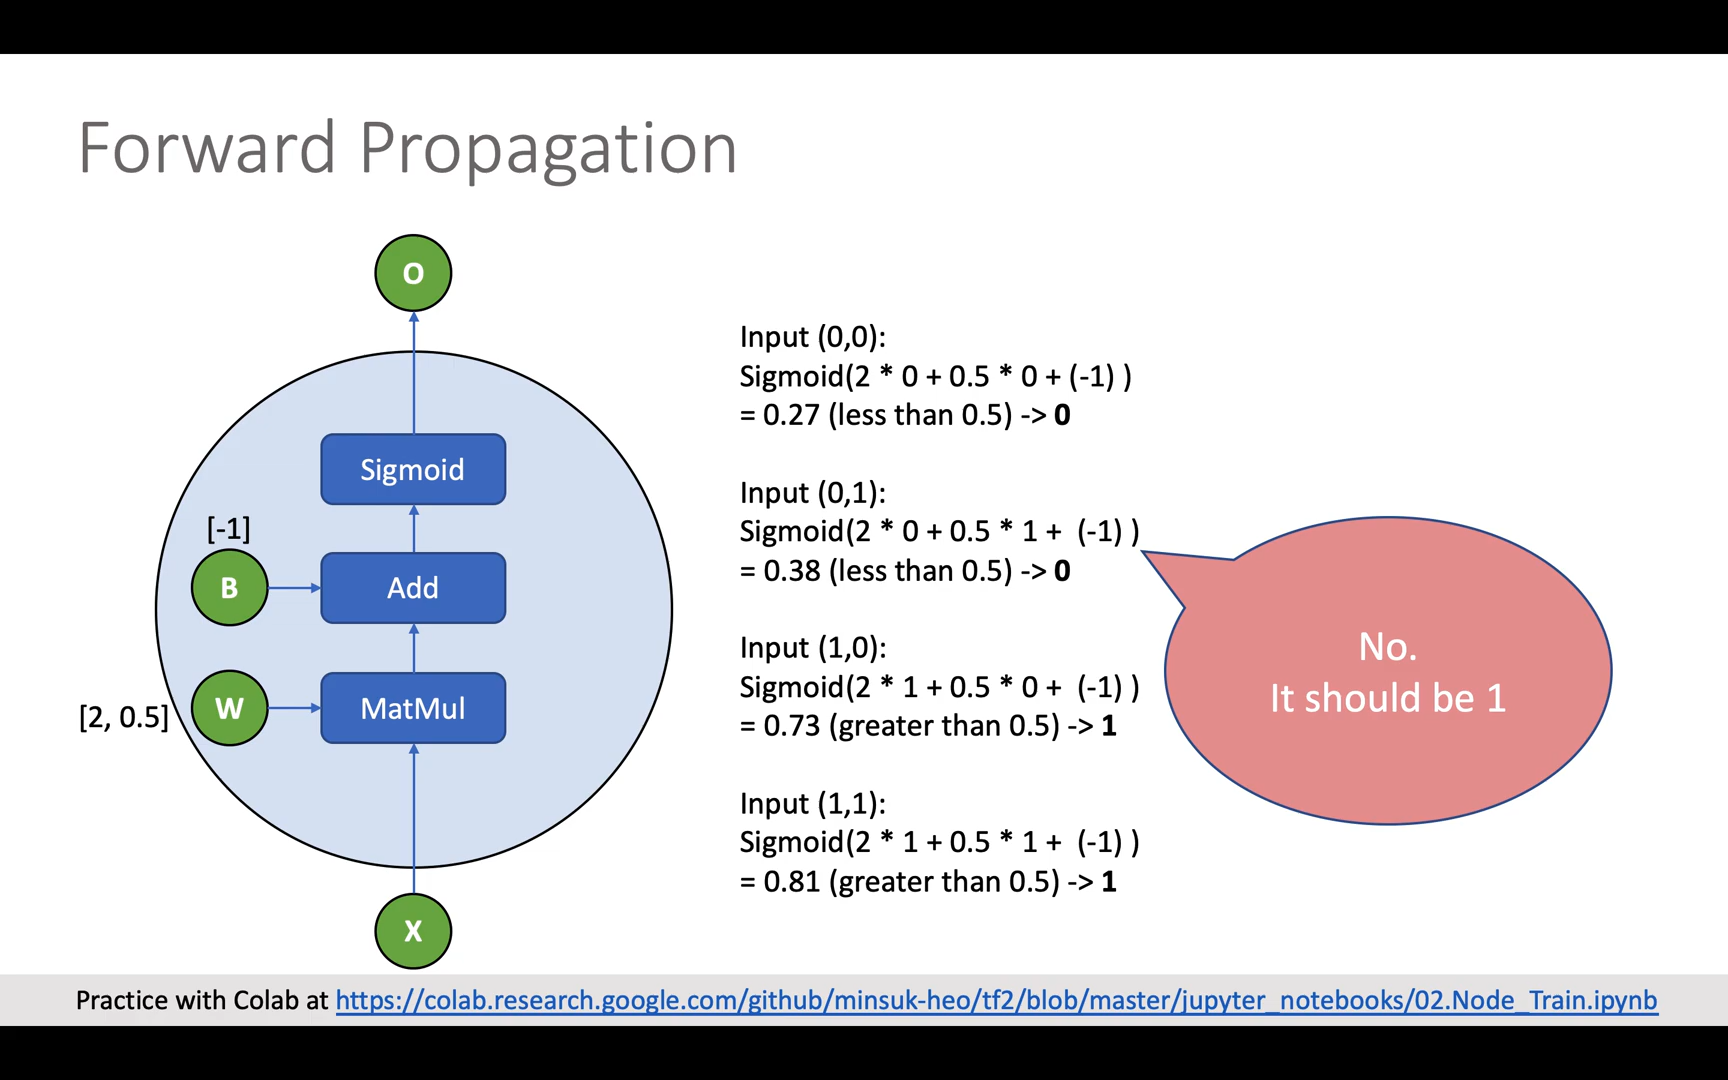 Forward Propagation
O
Sigmoid
[-1]
B
Add
[2, 0.5]
W
MatMul
X
Input (0,0):
Sigmoid(2 * 0 + 0.5 * 0 + (-1) )
= 0.27 (less than 0.5) -> 0
Input (0,1):
Sigmoid(2 * 0 + 0.5 * 1 +  (-1) )
= 0.38 (less than 0.5) -> 0
Input (1,0):
Sigmoid(2 * 1 + 0.5 * 0 +  (-1) )
= 0.73 (greater than 0.5) -> 1
Input (1,1):
Sigmoid(2 * 1 + 0.5 * 1 +  (-1) )
= 0.81 (greater than 0.5) -> 1
No.
It should be 1
Practice with Colab at https://colab.research.google.com/github/minsuk-heo/tf2/blob/master/jupyter_notebooks/02.Node_Train.ipynb